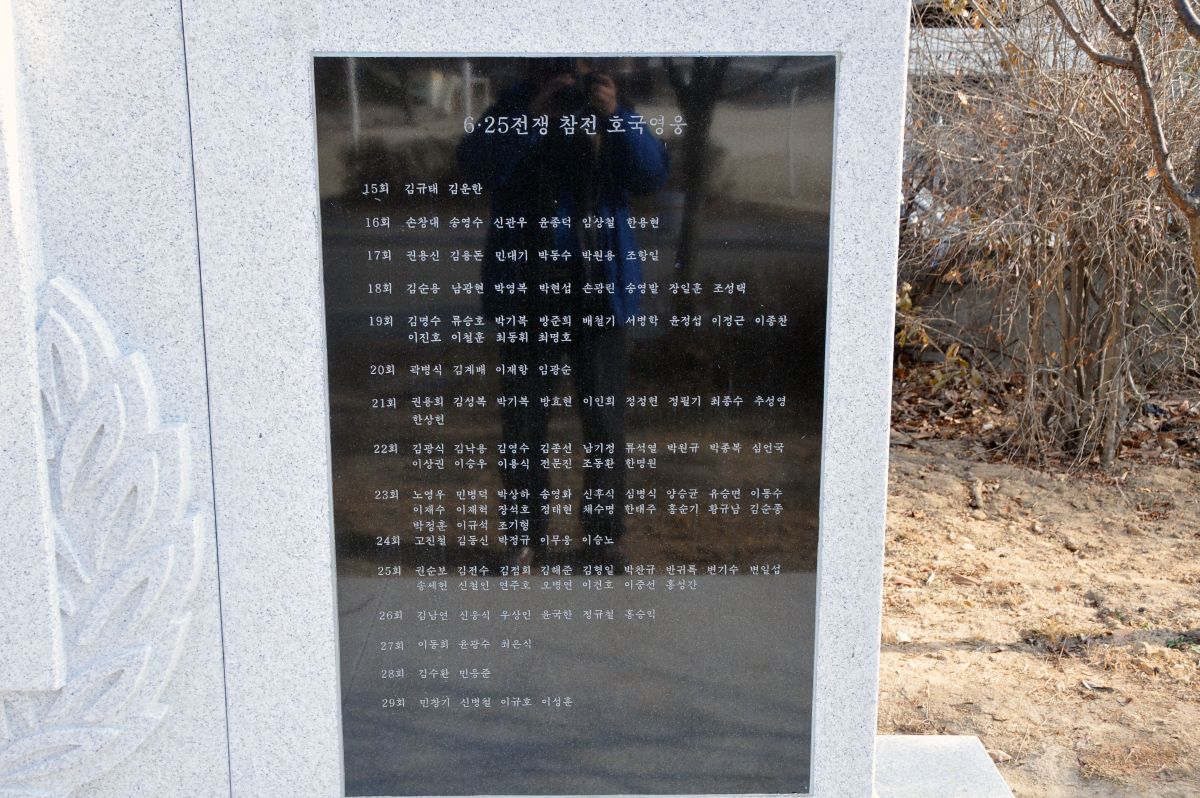 6·25전쟁 참전 호국영웅
15회 김규태 김운한
16회 손창대 송영수 신관우 윤종덕 임상철 한용현
17회 권용신 김용돈 민대기 박동수 박원용 조항일
18회 김순용 남광현 박영복 박현섭 손광린 송영발 장일훈 조성택
19회 김명수 류승호 박기복 방준희 배철기 서병학 윤정섭 이정근 이종찬
이진호 이철훈 최동휘 최명호
20회 곽병식 김계배 이재항 임광순
21회 권용희 김성복 박기복 방효현 이인희 정정헌 정필기 최종수 추성영
한상헌
22회 김광식 김낙용 김영수 김종선 남기정 류석열 박원규 박종복 심언국
이상권 이승우 이용식 전문진 조동환 한명원
23회 노영우 민병덕 박상하 송영화 신후식 심병식 양승균 유승면 이동수
이재수 이재혁 장석호 정태현 채수명 한태주 홍순기 황규남 김순종
박정훈 이규석 조기형
24회 고진철 김동신 박정규 이무웅 이승노
25회 권순보 김전수 김점희 김해준 김형일 박찬규 반귀록 변기수 변일섭
송세헌 신철인 연주호 오병연 이건호 이중선 홍성간
26회 김남연 신응식 우상인 윤국한 정규철 홍승익
27회 이동희 윤광수 최은식
28회 김수환 민응준
29회 민창기 신병철 이규호 이성훈